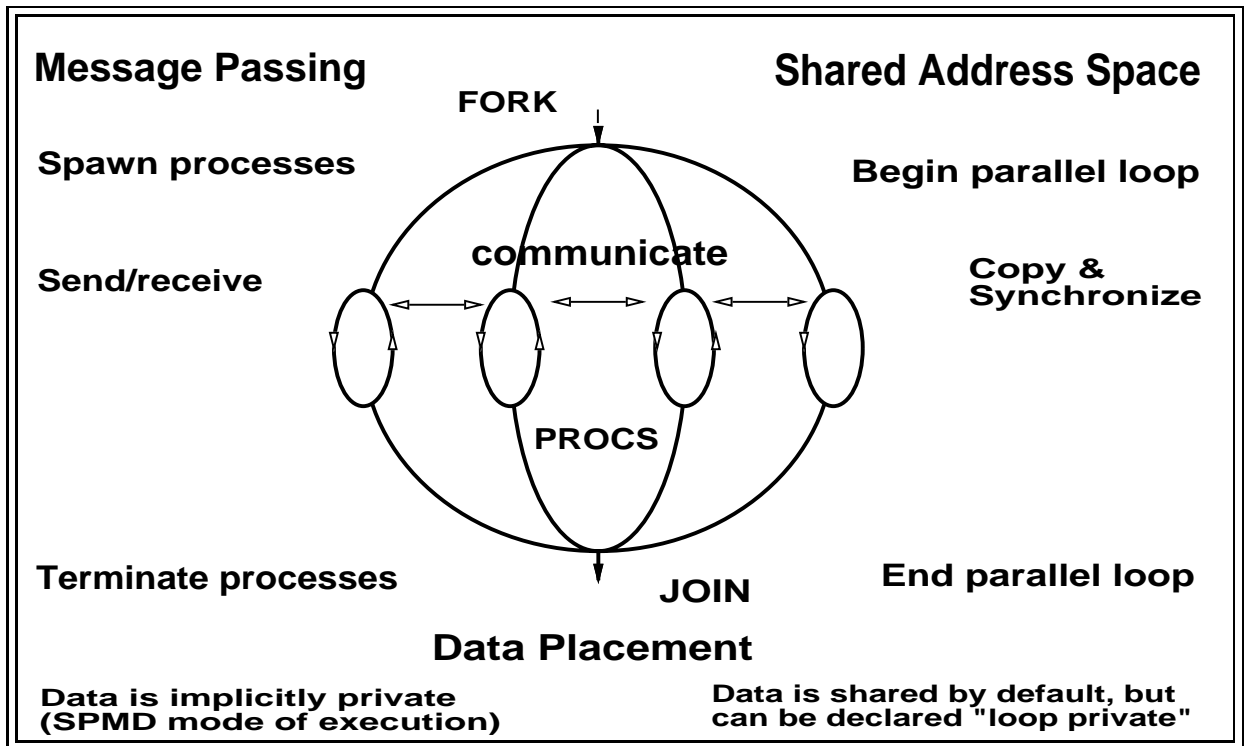 Message Passing
Shared Address Space
FORK
Spawn processes
Begin parallel loop
communicate
Send/receive
Copy &
Synchronize
PROCS
Terminate processes
End parallel loop
JOIN
Data Placement
Data is implicitly private
(SPMD mode of execution)
Data is shared by default, but
can be declared "loop private"